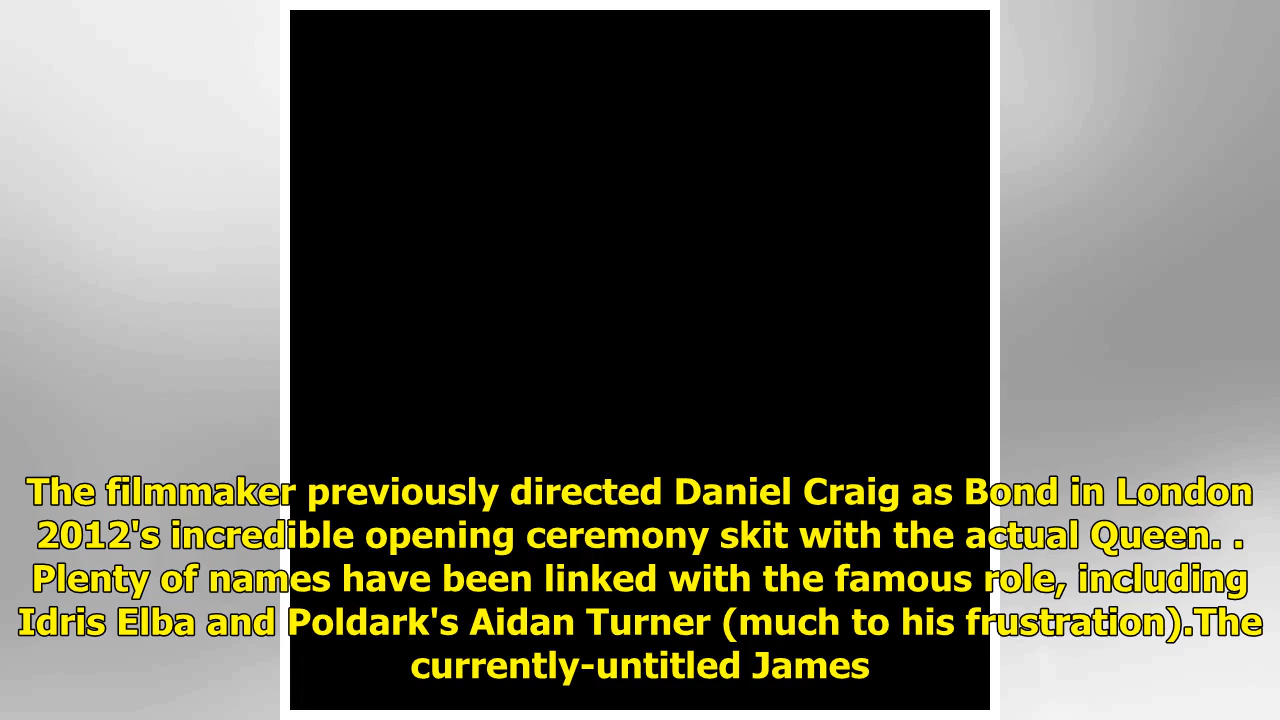 The filmmaker previously directed Daniel Craig as Bond in London
2012's incredible opening ceremony skit with the actual Queen. .
Plenty of names have been linked with the famous role, including
Idris Elba and Poldark's Aidan Turner (much to his frustration).The
currently-untitled James